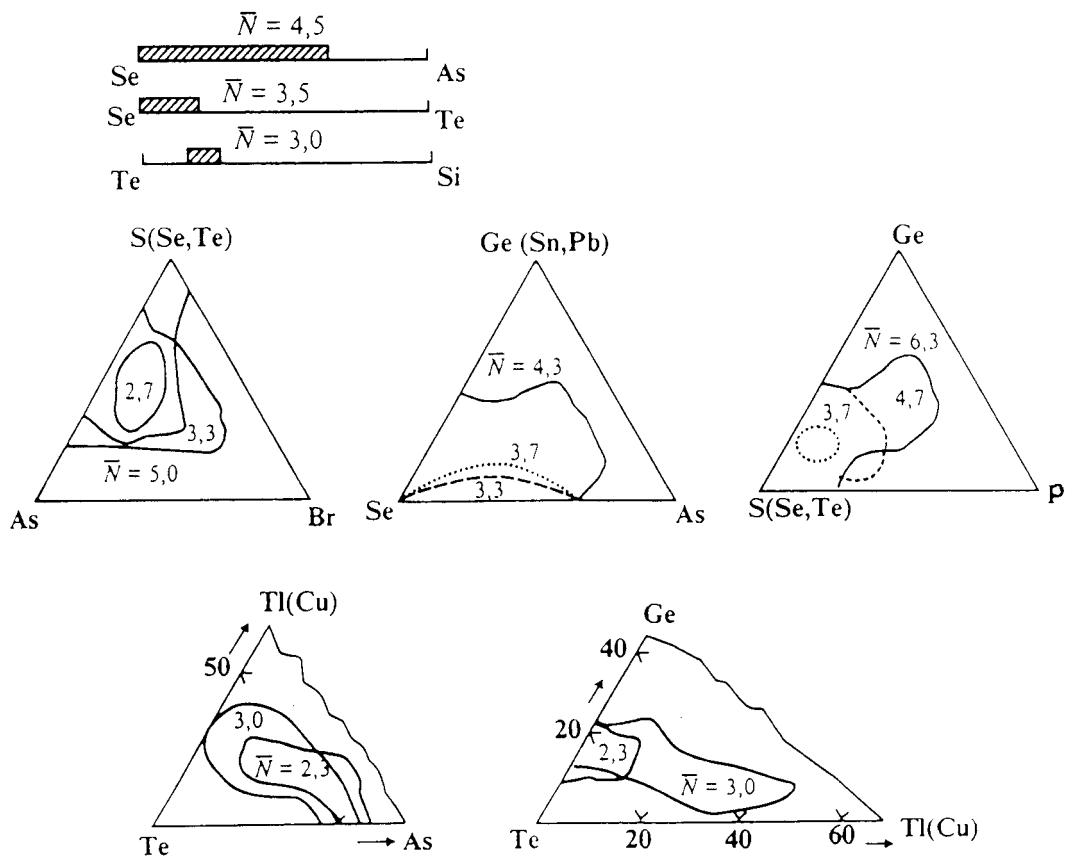 N̅ = 4,5
Se As
N̅ = 3,5
Se Te
N̅ = 3,0
Te Si
S(Se,Te)
2,7
3,3
N̅ = 5,0
As Br
Ge (Sn,Pb)
N̅ = 4,3
3,7
3,3
Se As
Ge
N̅ = 6,3
3,7 4,7
S(Se,Te) p
Tl(Cu)
50
3,0
N̅ = 2,3
Te → As
Ge
40
20
2,3
N̅ = 3,0
Te 20 40 60 → Tl(Cu)